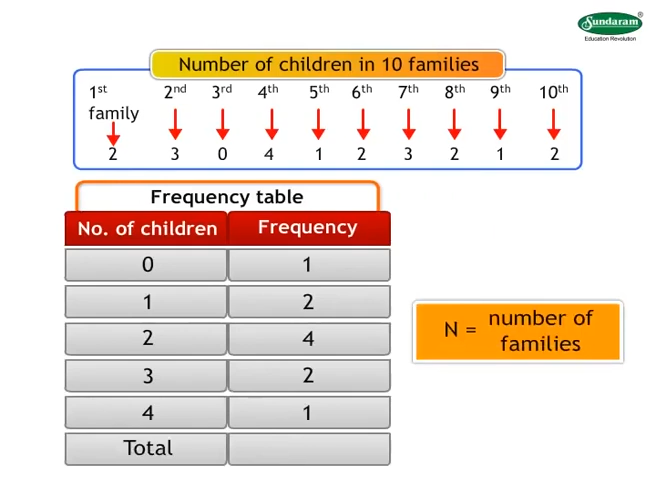 Sundaram®
Education Revolution
Number of children in 10 families
1st family 2nd 3rd 4th 5th 6th 7th 8th 9th 10th
2 3 0 4 1 2 3 2 1 2
Frequency table
No. of children Frequency
0 1
1 2
2 4
3 2
4 1
Total
N = number of families